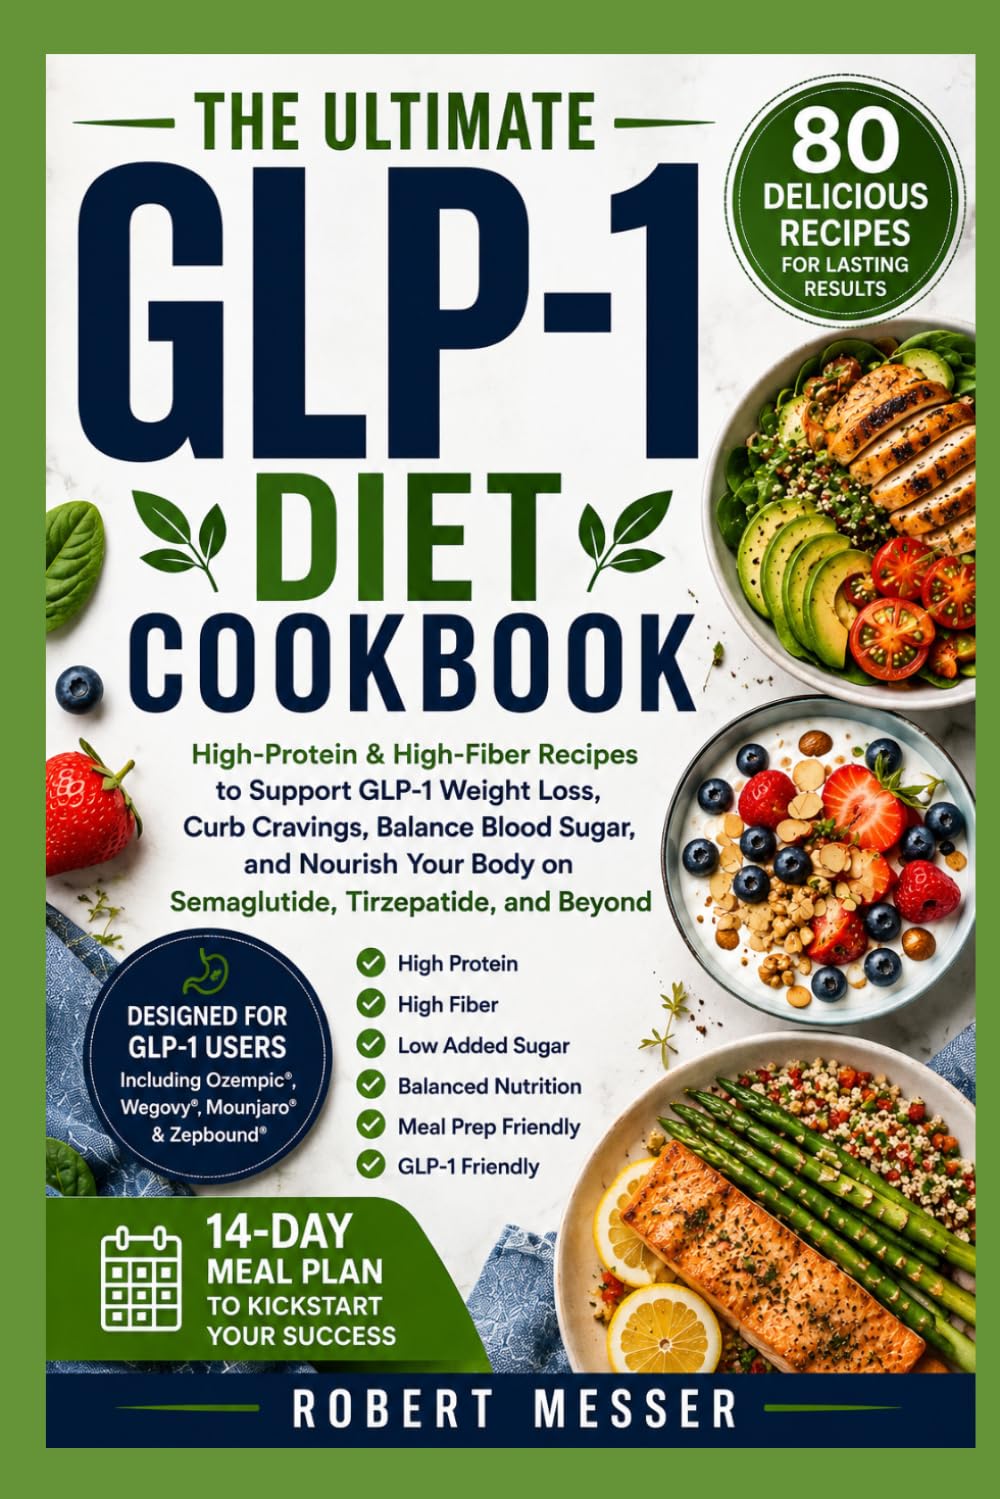 THE ULTIMATE
GLP-1
DIET
COOKBOOK
80
DELICIOUS
RECIPES
FOR LASTING
RESULTS
High-Protein & High-Fiber Recipes
to Support GLP-1 Weight Loss,
Curb Cravings, Balance Blood Sugar,
and Nourish Your Body on
Semaglutide, Tirzepatide, and Beyond
DESIGNED FOR
GLP-1 USERS
Including Ozempic®,
Wegovy®, Mounjaro®
& Zepbound®
High Protein
High Fiber
Low Added Sugar
Balanced Nutrition
Meal Prep Friendly
GLP-1 Friendly
14-DAY
MEAL PLAN
TO KICKSTART
YOUR SUCCESS
ROBERT MESSER